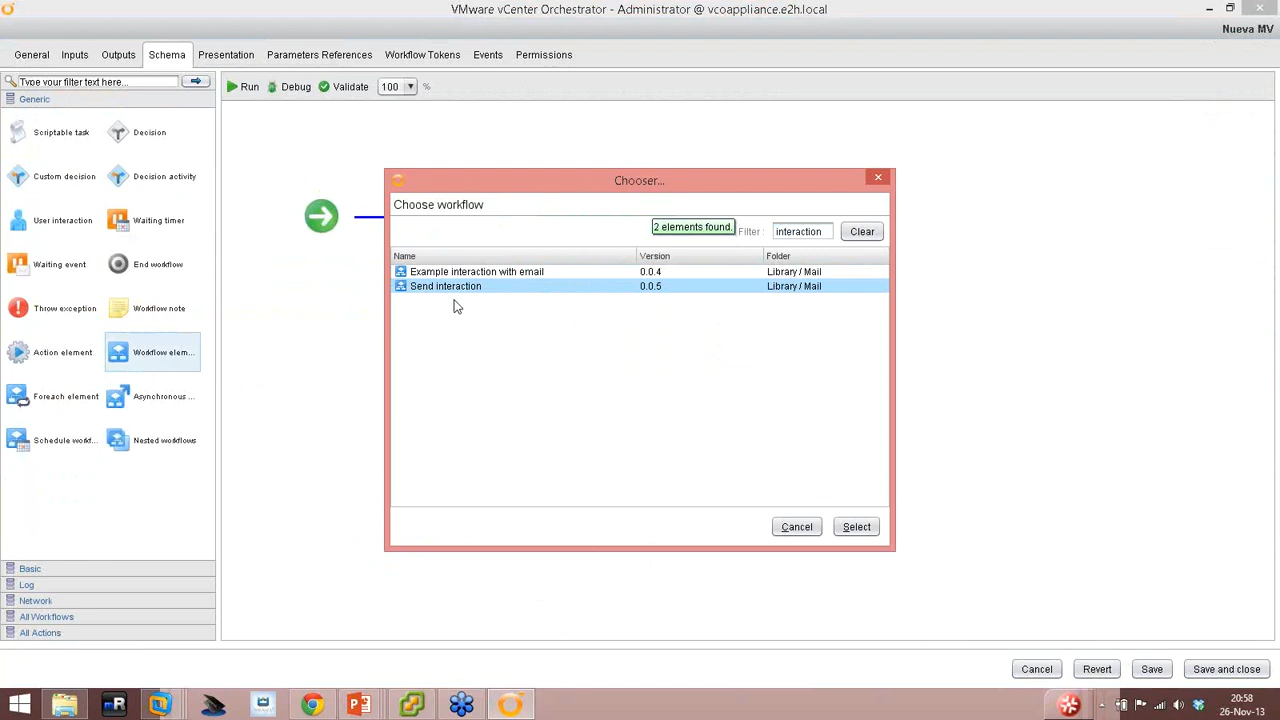 VMware vCenter Orchestrator - Administrator @ vcoappliance.e2h.local
Nueva MV
General Inputs Outputs Schema Presentation Parameters References Workflow Tokens Events Permissions
Type your filter text here...
Run Debug Validate 100 %
Generic
Scriptable task Decision
Custom decision Decision activity
User interaction Waiting timer
Waiting event End workflow
Throw exception Workflow note
Action element Workflow elem...
Foreach element Asynchronous ...
Schedule workf... Nested workflows
Chooser...
Choose workflow
2 elements found. Filter : interaction Clear
Name Version Folder
Example interaction with email 0.0.4 Library / Mail
Send interaction 0.0.5 Library / Mail
Cancel Select
Basic
Log
Network
All Workflows
All Actions
Cancel Revert Save Save and close
20:58
26-Nov-13